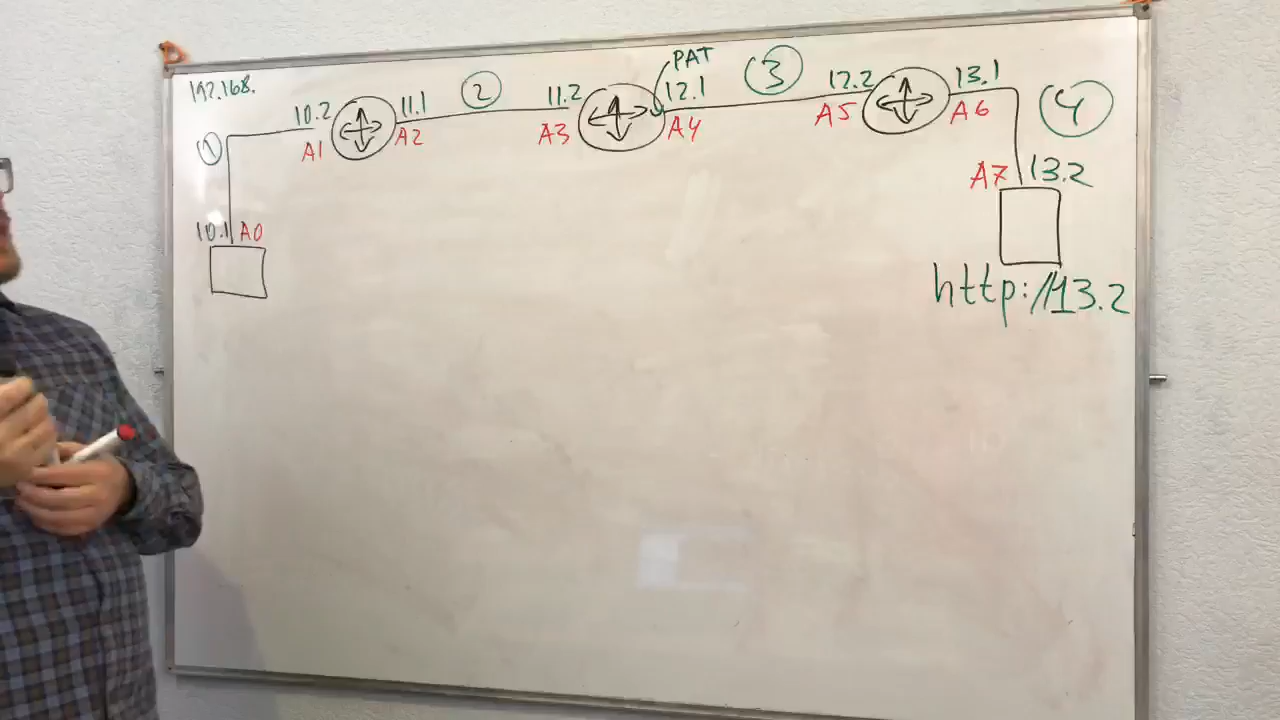 192.168.
PAT
10.2
11.1
2
11.2
12.1
3
12.2
13.1
4
1
A1
A2
A3
A4
A5
A6
A7
13.2
10.1
A0
http://13.2